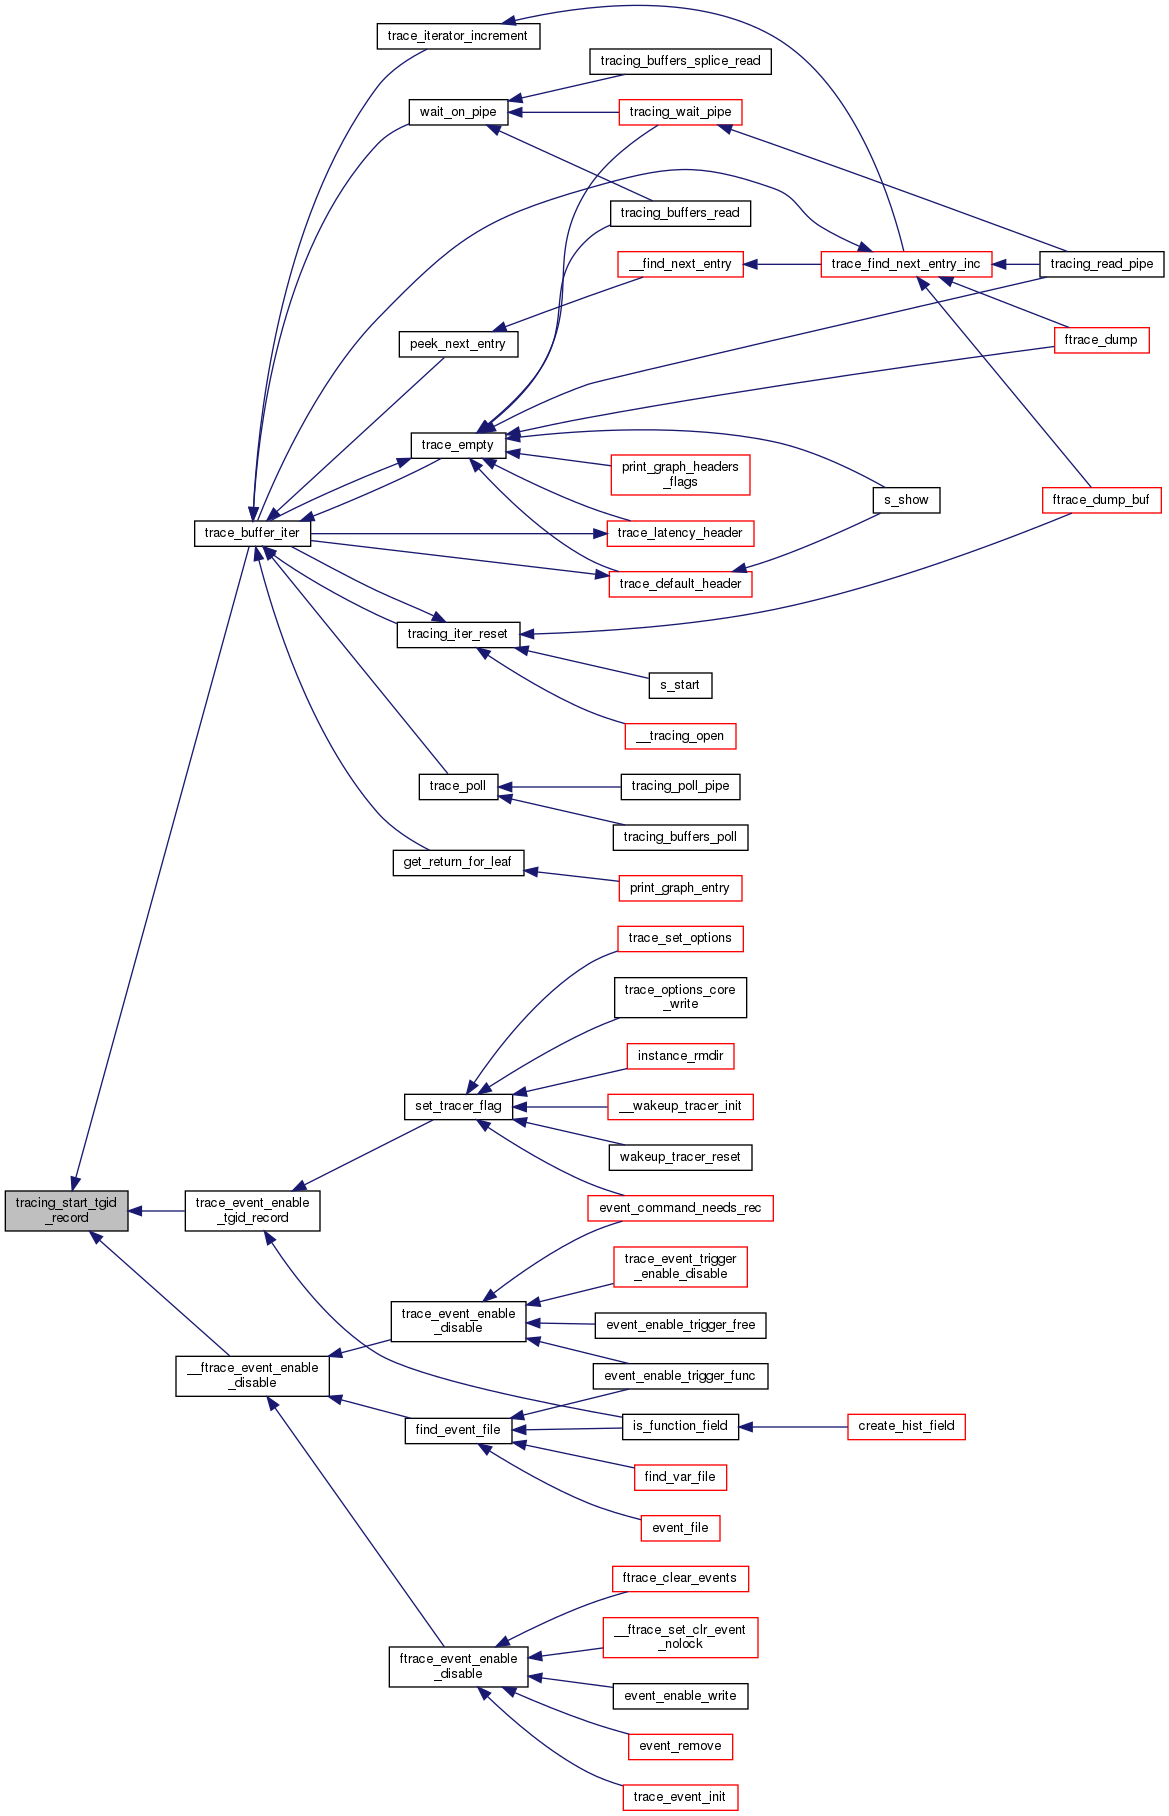 trace_iterator_increment
tracing_buffers_splice_read
wait_on_pipe
tracing_wait_pipe
tracing_buffers_read
__find_next_entry
trace_find_next_entry_inc
tracing_read_pipe
peek_next_entry
ftrace_dump
trace_empty
print_graph_headers
_flags
s_show
ftrace_dump_buf
trace_buffer_iter
trace_latency_header
trace_default_header
tracing_iter_reset
s_start
__tracing_open
trace_poll
tracing_poll_pipe
tracing_buffers_poll
get_return_for_leaf
print_graph_entry
trace_set_options
trace_options_core
_write
instance_rmdir
set_tracer_flag
__wakeup_tracer_init
wakeup_tracer_reset
tracing_start_tgid
_record
trace_event_enable
_tgid_record
event_command_needs_rec
trace_event_trigger
_enable_disable
trace_event_enable
_disable
event_enable_trigger_free
__ftrace_event_enable
_disable
event_enable_trigger_func
find_event_file
is_function_field
create_hist_field
find_var_file
event_file
ftrace_clear_events
__ftrace_set_clr_event
_nolock
ftrace_event_enable
_disable
event_enable_write
event_remove
trace_event_init